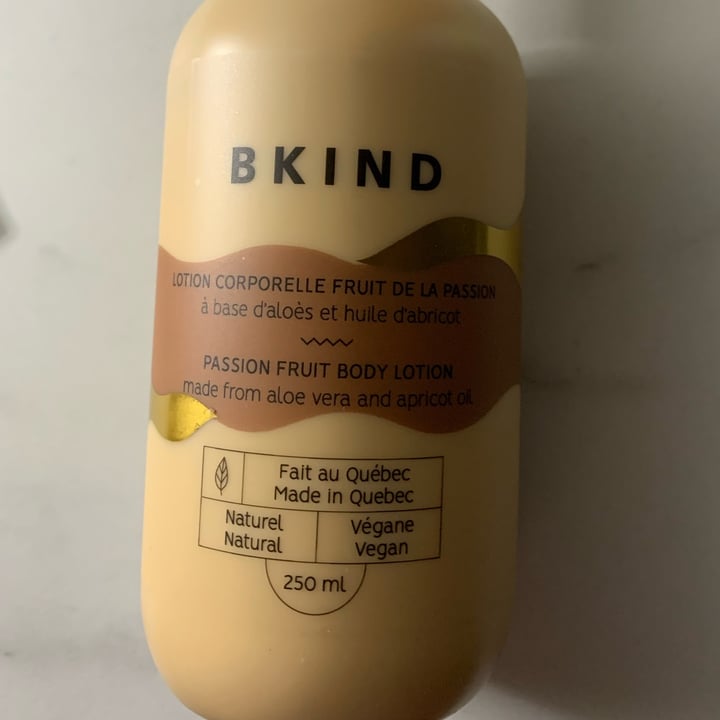 BKIND
LOTION CORPORELLE FRUIT DE LA PASSION
à base d'aloès et huile d'abricot
PASSION FRUIT BODY LOTION
made from aloe vera and apricot oil
Fait au Québec
Made in Quebec
Naturel
Natural
Végane
Vegan
250 ml